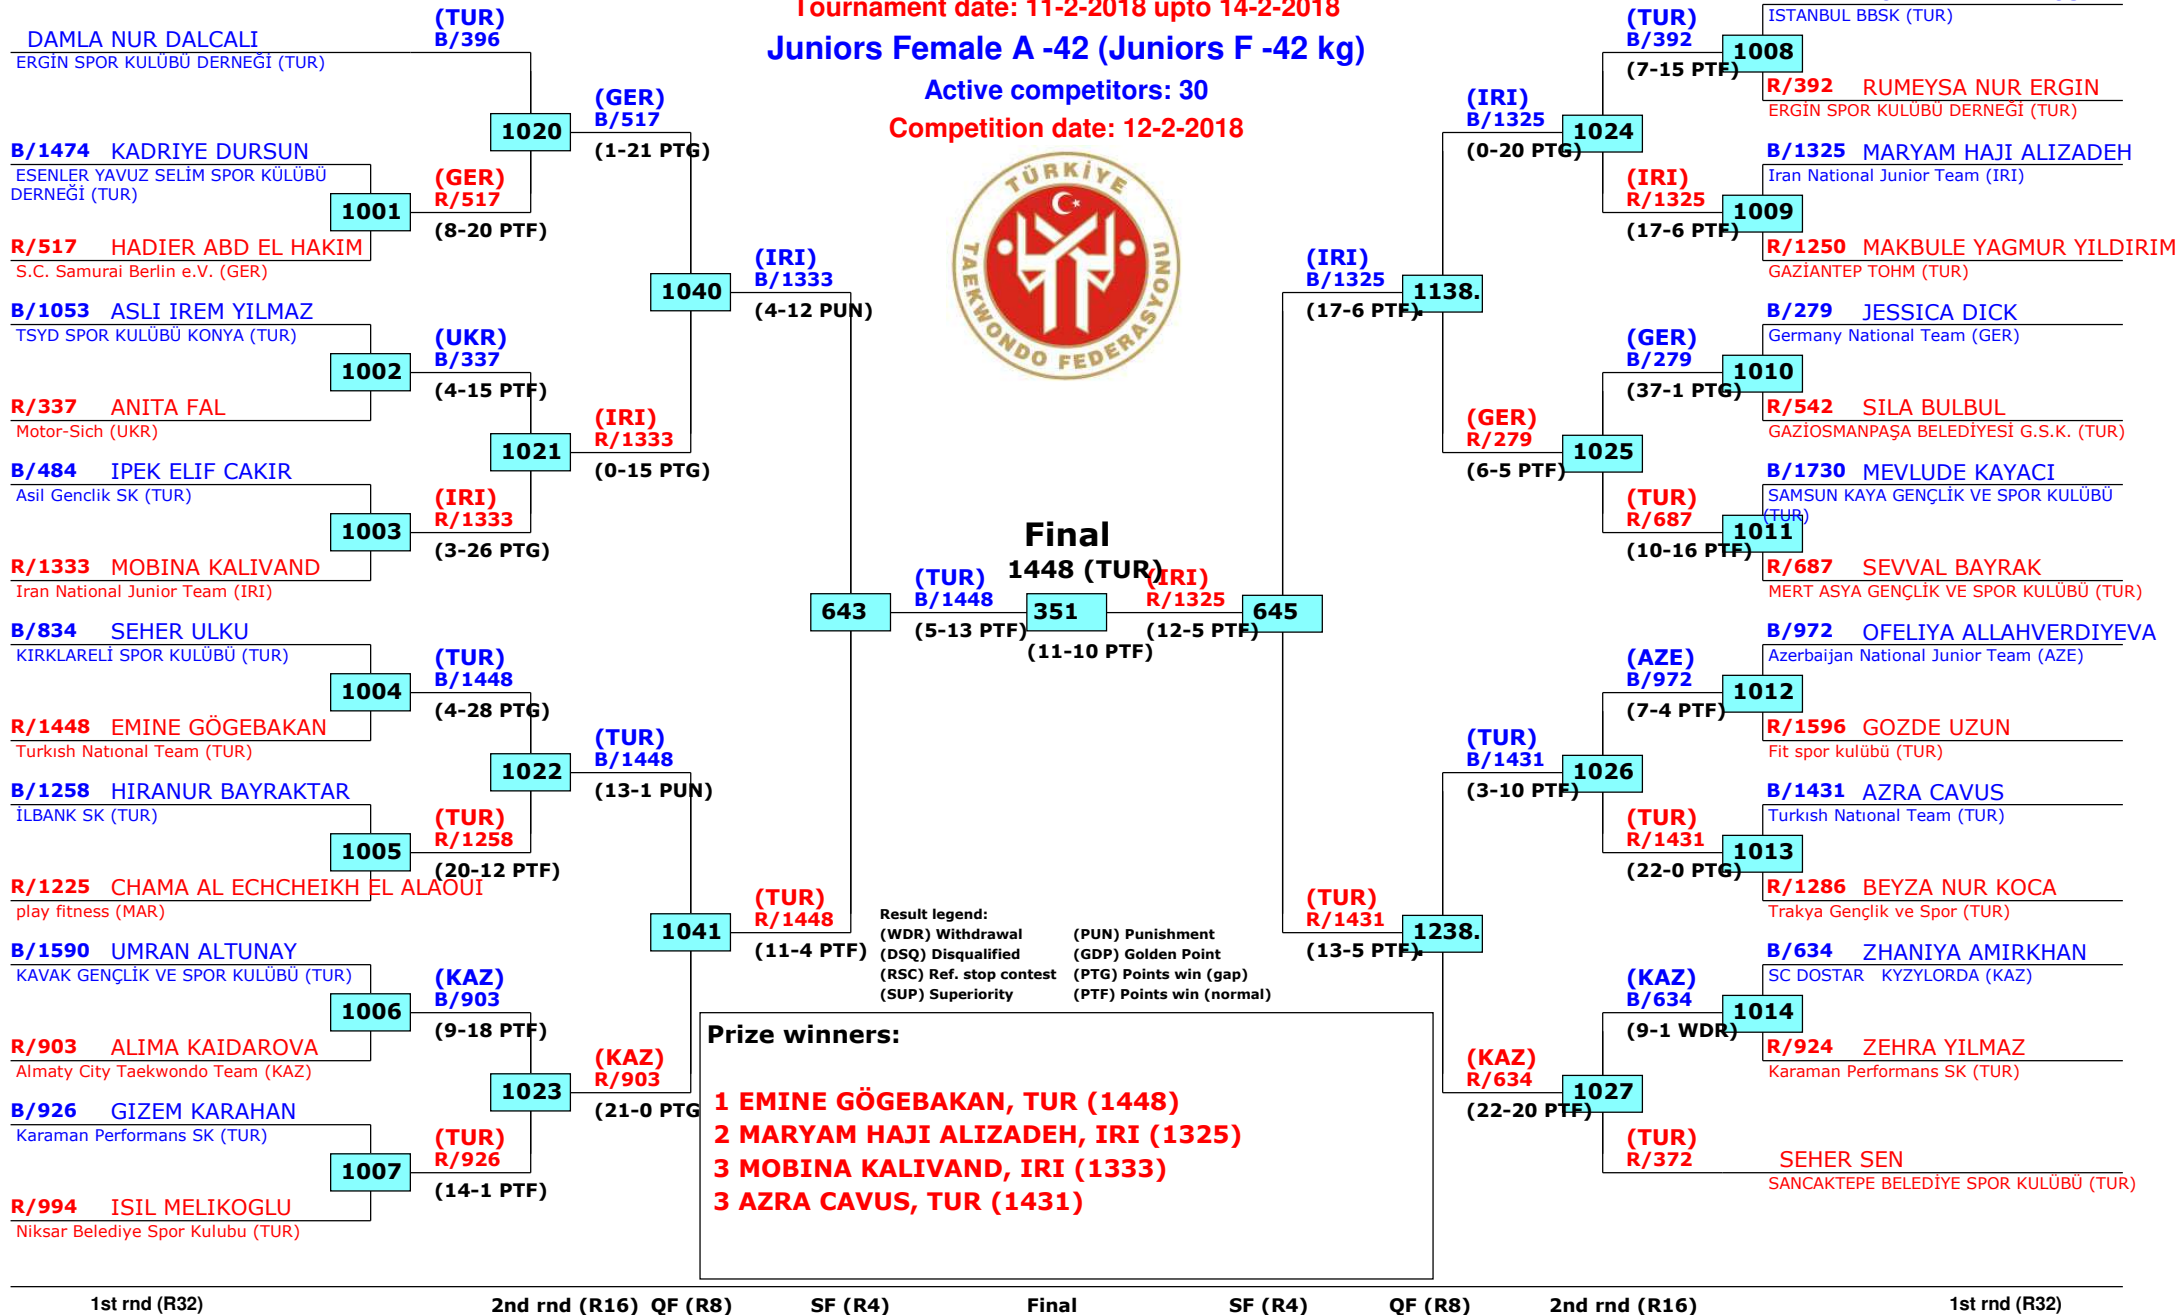 Tournament date: 11-2-2018 upto 14-2-2018
Juniors Female A -42 (Juniors F -42 kg)
Active competitors: 30
Competition date: 12-2-2018
TÜRKİYE
TAEKWONDO FEDERASYONU
DAMLA NUR DALCALI
ERGİN SPOR KULÜBÜ DERNEĞİ (TUR)
B/1474 KADRIYE DURSUN
ESENLER YAVUZ SELİM SPOR KÜLÜBÜ
DERNEĞİ (TUR)
1001
R/517 HADIER ABD EL HAKIM
S.C. Samurai Berlin e.V. (GER)
B/1053 ASLI IREM YILMAZ
TSYD SPOR KULÜBÜ KONYA (TUR)
1002
R/337 ANITA FAL
Motor-Sich (UKR)
B/484 IPEK ELIF CAKIR
Asil Genclik SK (TUR)
1003
R/1333 MOBINA KALIVAND
Iran National Junior Team (IRI)
B/834 SEHER ULKU
KIRKLARELİ SPOR KULÜBÜ (TUR)
1004
R/1448 EMINE GÖGEBAKAN
Turkısh Natıonal Team (TUR)
B/1258 HIRANUR BAYRAKTAR
İLBANK SK (TUR)
1005
R/1225 CHAMA AL ECHCHEIKH EL ALAOUI
play fitness (MAR)
B/1590 UMRAN ALTUNAY
KAVAK GENÇLİK VE SPOR KULÜBÜ (TUR)
1006
R/903 ALIMA KAIDAROVA
Almaty City Taekwondo Team (KAZ)
B/926 GIZEM KARAHAN
Karaman Performans SK (TUR)
1007
R/994 ISIL MELIKOGLU
Niksar Belediye Spor Kulubu (TUR)
(TUR)
B/396
1020
(GER)
R/517
(8-20 PTF)
(UKR)
B/337
(4-15 PTF)
1021
(IRI)
R/1333
(3-26 PTG)
(TUR)
B/1448
(4-28 PTG)
1022
(TUR)
R/1258
(20-12 PTF)
(KAZ)
B/903
(9-18 PTF)
1023
(TUR)
R/926
(14-1 PTF)
(GER)
B/517
(1-21 PTG)
1040
(IRI)
R/1333
(0-15 PTG)
(TUR)
B/1448
(13-1 PUN)
1041
(KAZ)
R/903
(21-0 PTG
(IRI)
B/1333
(4-12 PUN)
643
(TUR)
R/1448
(11-4 PTF)
(TUR)
B/1448
(5-13 PTF)
Final
1448 (TUR)
351
(11-10 PTF)
(IRI)
R/1325
(12-5 PTF)
645
(IRI)
B/1325
(17-6 PTF).
(TUR)
R/1431
(13-5 PTF).
1138.
1238.
(IRI)
B/1325
(0-20 PTG)
(GER)
R/279
(6-5 PTF)
(TUR)
B/1431
(3-10 PTF)
(KAZ)
R/634
(22-20 PTF)
1024
1025
1026
1027
(TUR)
B/392
(7-15 PTF)
(IRI)
R/1325
(17-6 PTF)
(GER)
B/279
(37-1 PTG)
(TUR)
R/687
(10-16 PTF)
(AZE)
B/972
(7-4 PTF)
(TUR)
R/1431
(22-0 PTG)
(KAZ)
B/634
(9-1 WDR)
(TUR)
R/372
ISTANBUL BBSK (TUR)
1008
R/392 RUMEYSA NUR ERGIN
ERGİN SPOR KULÜBÜ DERNEĞİ (TUR)
B/1325 MARYAM HAJI ALIZADEH
Iran National Junior Team (IRI)
1009
R/1250 MAKBULE YAGMUR YILDIRIM
GAZİANTEP TOHM (TUR)
B/279 JESSICA DICK
Germany National Team (GER)
1010
R/542 SILA BULBUL
GAZİOSMANPAŞA BELEDİYESİ G.S.K. (TUR)
B/1730 MEVLUDE KAYACI
SAMSUN KAYA GENÇLİK VE SPOR KULÜBÜ
(TUR)
1011
R/687 SEVVAL BAYRAK
MERT ASYA GENÇLİK VE SPOR KULÜBÜ (TUR)
B/972 OFELIYA ALLAHVERDIYEVA
Azerbaijan National Junior Team (AZE)
1012
R/1596 GOZDE UZUN
Fit spor kulübü (TUR)
B/1431 AZRA CAVUS
Turkısh Natıonal Team (TUR)
1013
R/1286 BEYZA NUR KOCA
Trakya Gençlik ve Spor (TUR)
B/634 ZHANIYA AMIRKHAN
SC DOSTAR KYZYLORDA (KAZ)
1014
R/924 ZEHRA YILMAZ
Karaman Performans SK (TUR)
SEHER SEN
SANCAKTEPE BELEDİYE SPOR KULÜBÜ (TUR)
Result legend:
(WDR) Withdrawal (PUN) Punishment
(DSQ) Disqualified (GDP) Golden Point
(RSC) Ref. stop contest (PTG) Points win (gap)
(SUP) Superiority (PTF) Points win (normal)
Prize winners:
1 EMINE GÖGEBAKAN, TUR (1448)
2 MARYAM HAJI ALIZADEH, IRI (1325)
3 MOBINA KALIVAND, IRI (1333)
3 AZRA CAVUS, TUR (1431)
1st rnd (R32) 2nd rnd (R16) QF (R8) SF (R4) Final SF (R4) QF (R8) 2nd rnd (R16) 1st rnd (R32)